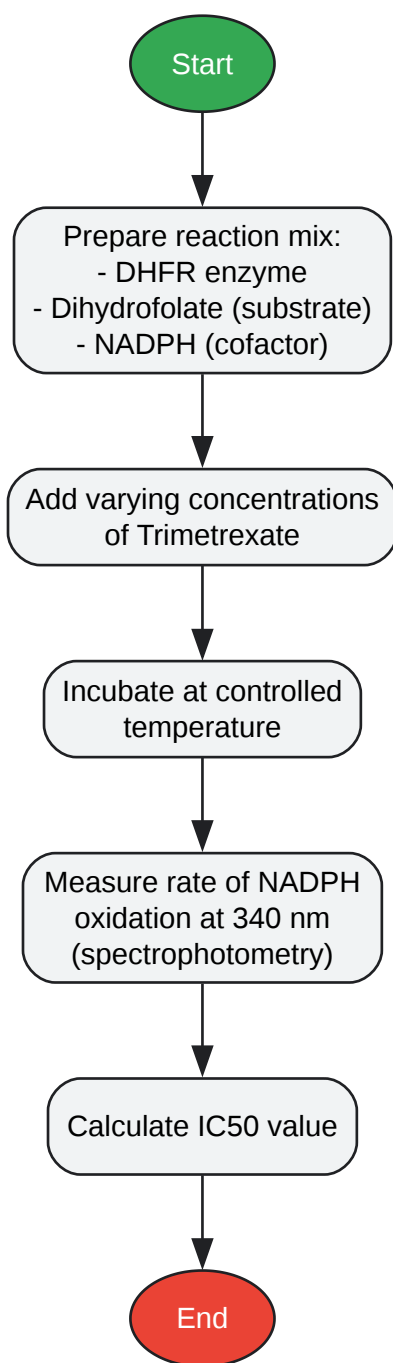 Start
Prepare reaction mix:
- DHFR enzyme
- Dihydrofolate (substrate)
- NADPH (cofactor)
Add varying concentrations
of Trimetrexate
Incubate at controlled
temperature
Measure rate of NADPH
oxidation at 340 nm
(spectrophotometry)
Calculate IC50 value
End